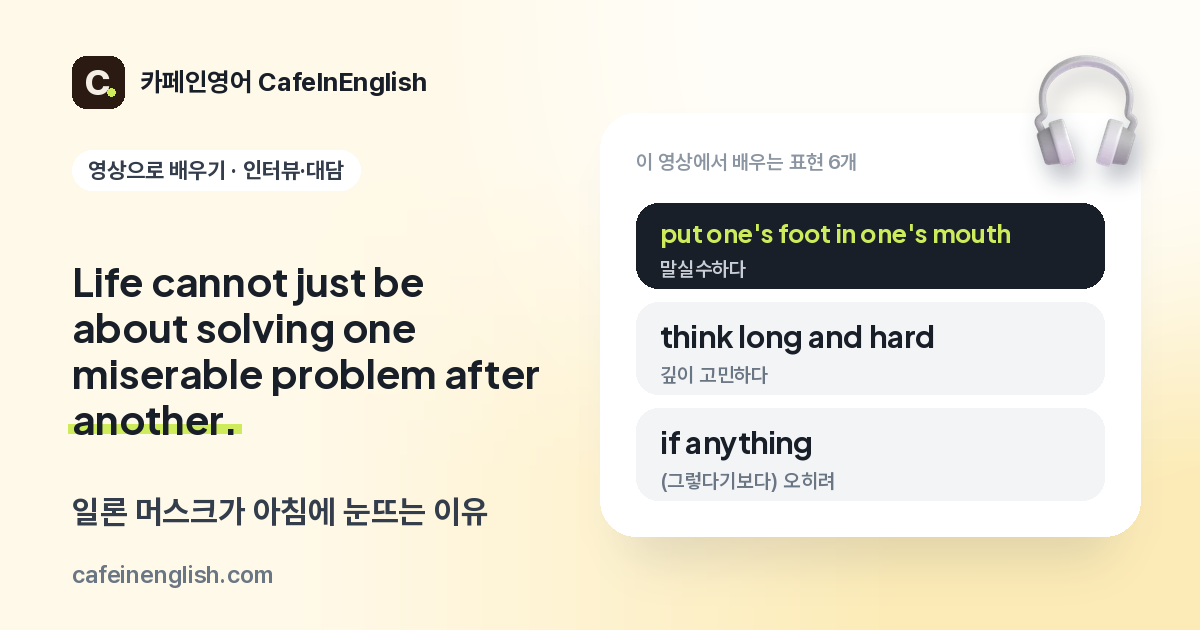 C
카페인영어 CafeInEnglish
영상으로 배우기 · 인터뷰·대담
Life cannot just be
about solving one
miserable problem after
another.
일론 머스크가 아침에 눈뜨는 이유
cafeinenglish.com
이 영상에서 배우는 표현 6개
put one's foot in one's mouth
말실수하다
think long and hard
깊이 고민하다
if anything
(그렇다기보다) 오히려